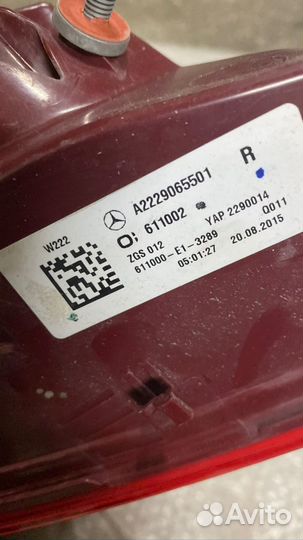 W222
A2229065501 R
O; 611002
ZGS 012 YAP 2290014
611000-E1-3289 0011
05:01:27 20.08.2015
Avito